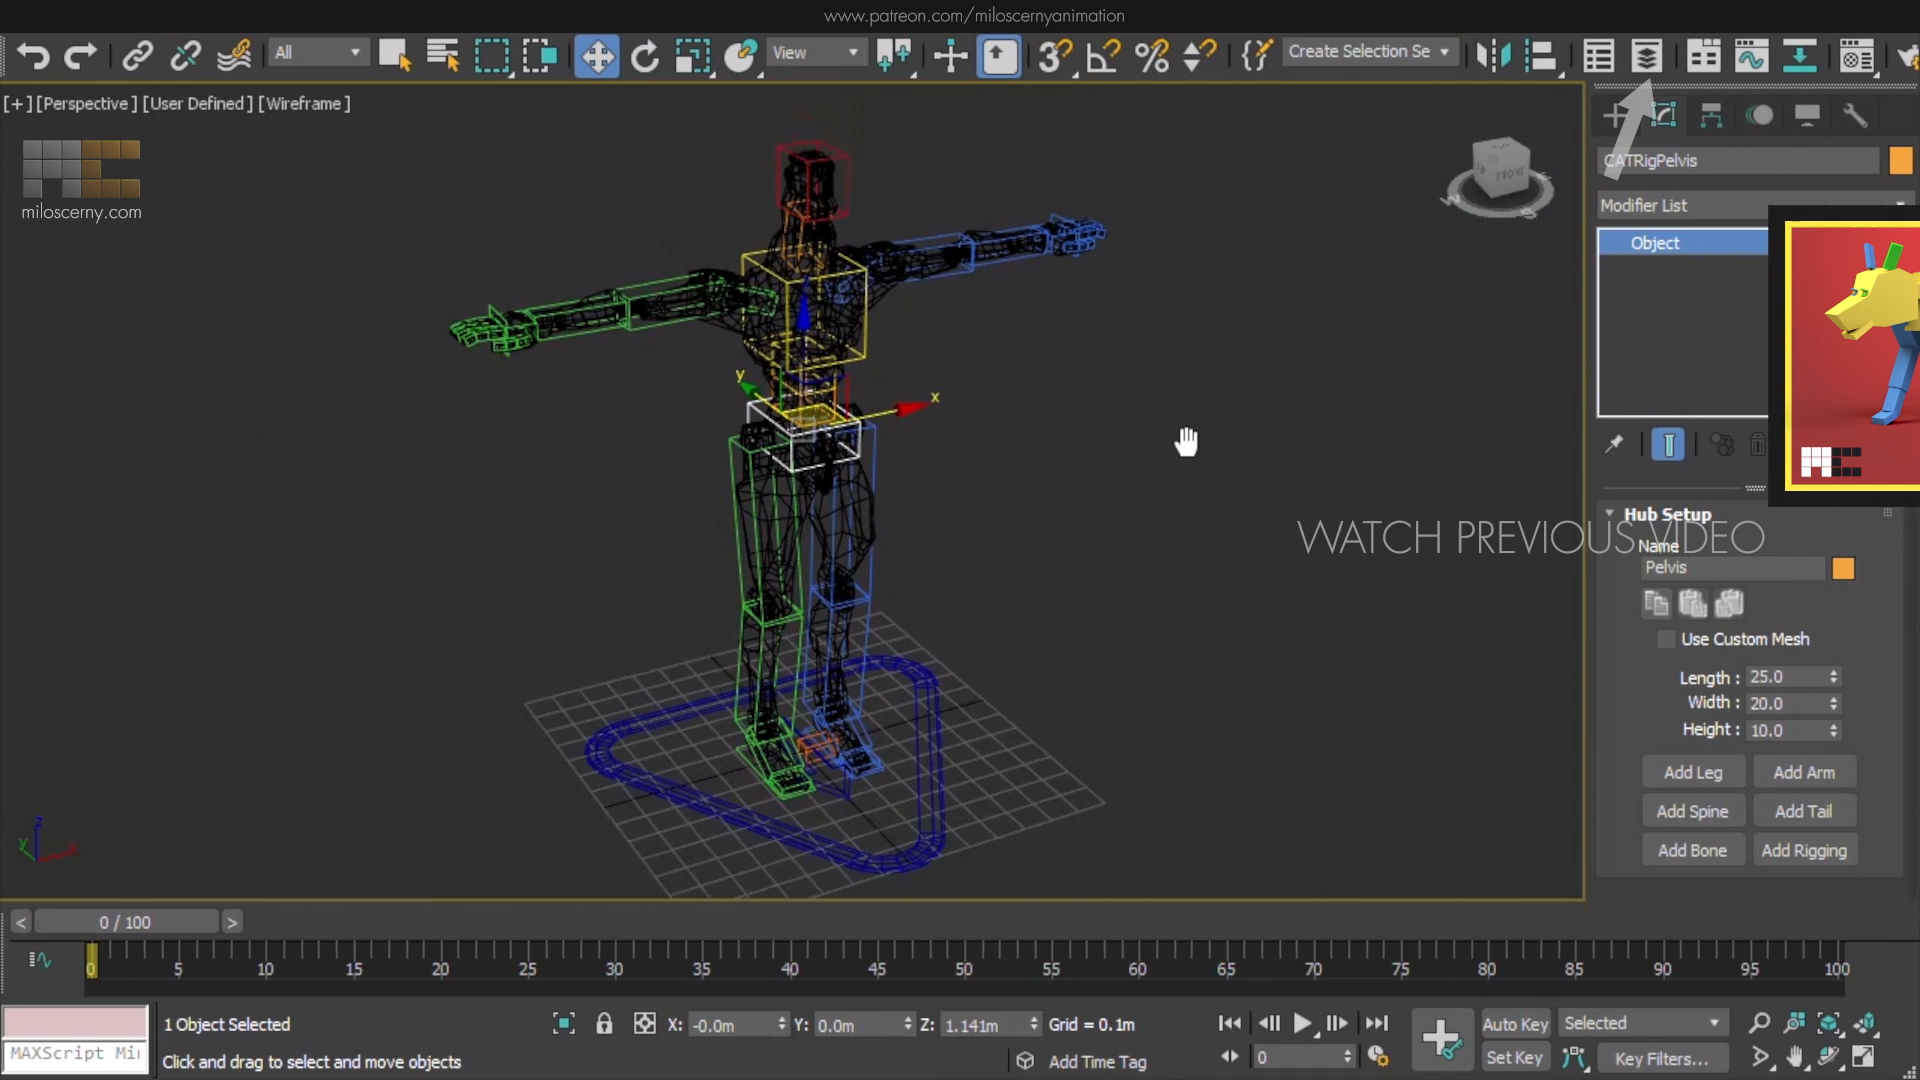 www.patreon.com/miloscernyanimation
All
View
Create Selection Se
[+] [Perspective] [User Defined] [Wireframe]
miloscerny.com
FRONT
CATRigPelvis
Modifier List
Object
x
y
WATCH PREVIOUS VIDEO
Hub Setup
Name
Pelvis
Use Custom Mesh
Length : 25.0
Width : 20.0
Height : 10.0
Add Leg Add Arm
Add Spine Add Tail
Add Bone Add Rigging
z
y
x
< 0 / 100 >
0 5 10 15 20 25 30 35 40 45 50 55 60 65 70 75 80 85 90 95 100
1 Object Selected
X: -0.0m Y: 0.0m Z: 1.141m Grid = 0.1m
Auto Key Selected
MAXScript Mi
Click and drag to select and move objects
Add Time Tag
0
Set Key Key Filters...